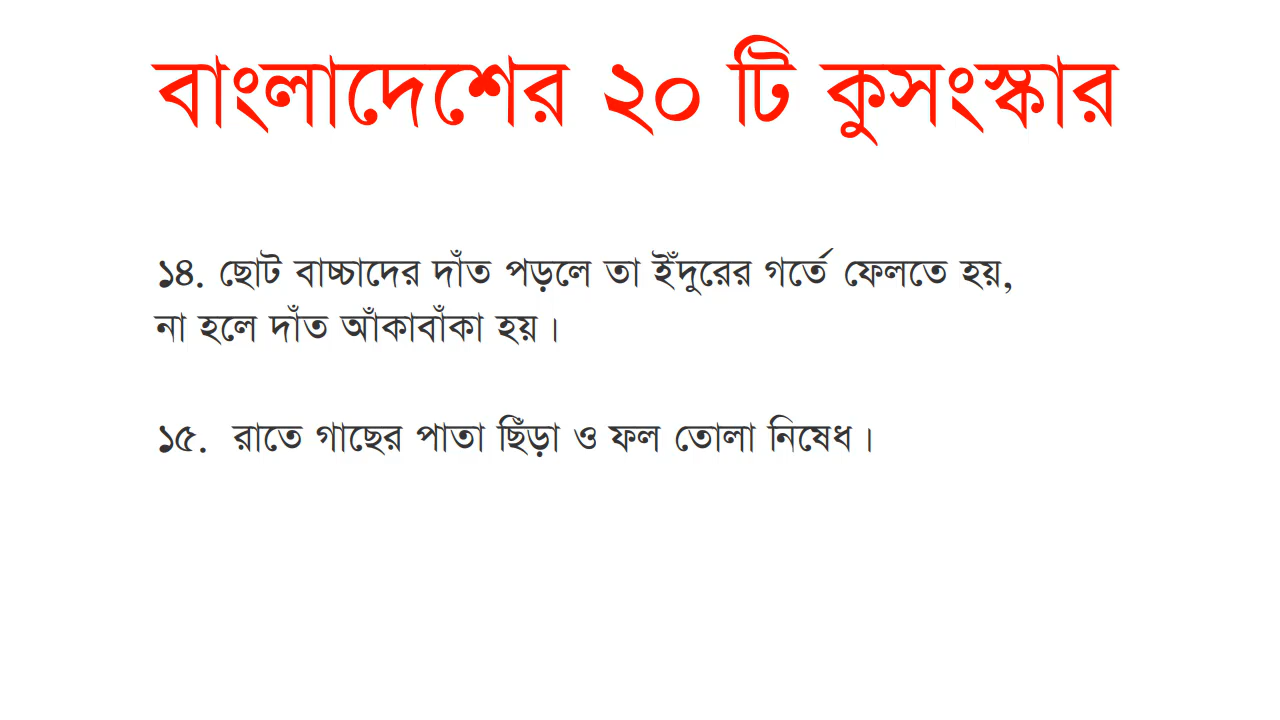 বাংলাদেশের ২০ টি কুসংস্কার
১৪. ছোট বাচ্চাদের দাঁত পড়লে তা ইঁদুরের গর্তে ফেলতে হয়,
না হলে দাঁত আঁকাবাঁকা হয়।
১৫. রাতে গাছের পাতা ছিঁড়া ও ফল তোলা নিষেধ।